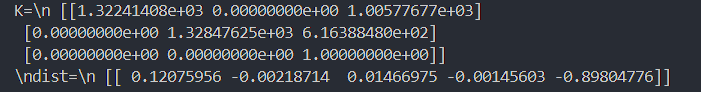 K=\n [[1.32241408e+03 0.00000000e+00 1.00577677e+03]
[0.00000000e+00 1.32847625e+03 6.16388480e+02]
[0.00000000e+00 0.00000000e+00 1.00000000e+00]]
\ndist=\n [[ 0.12075956 -0.00218714  0.01466975 -0.00145603 -0.89804776]]